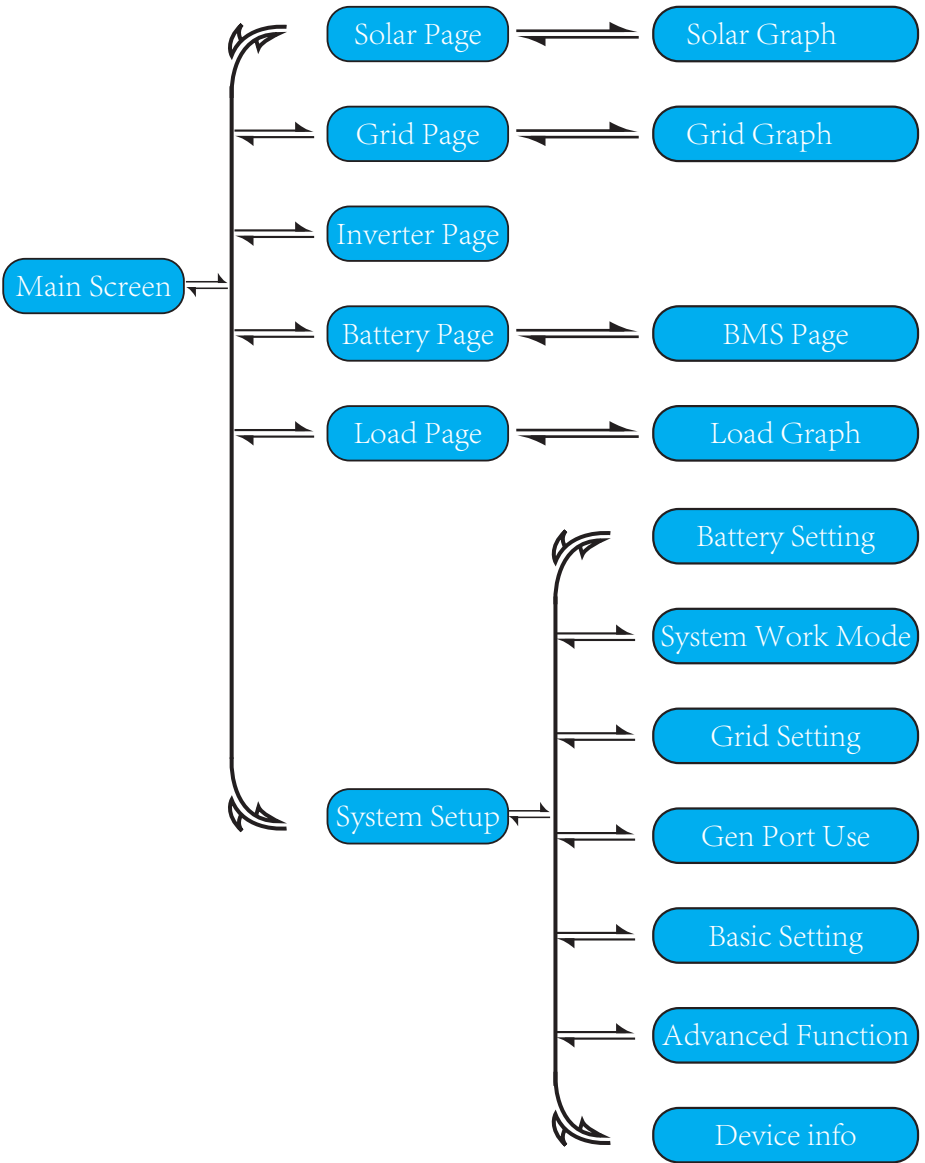 Solar Page
Solar Graph
Grid Page
Grid Graph
Inverter Page
Main Screen
Battery Page
BMS Page
Load Page
Load Graph
Battery Setting
System Work Mode
Grid Setting
System Setup
Gen Port Use
Basic Setting
Advanced Function
Device info